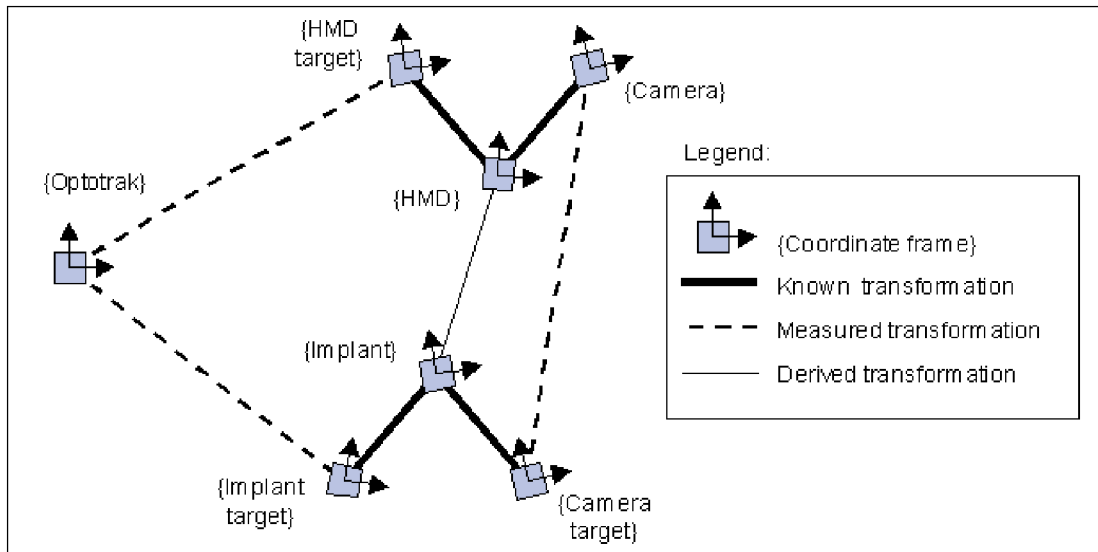 {HMD
target}
{Camera}
{Optotrak}
{HMD}
{Implant}
{Implant
target}
{Camera
target}
Legend:
{Coordinate frame}
Known transformation
Measured transformation
Derived transformation